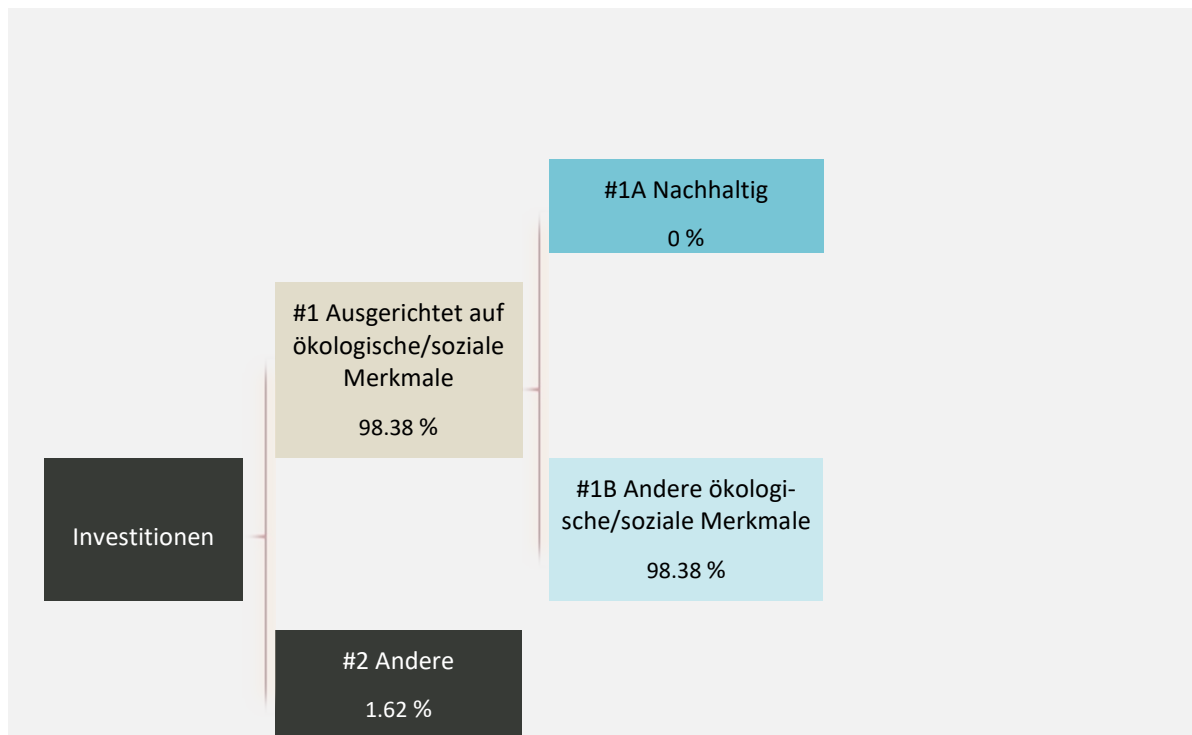 #1A Nachhaltig
0 %
#1 Ausgerichtet auf
ökologische/soziale
Merkmale
98.38 %
Investitionen
#1B Andere ökologi-
sche/soziale Merkmale
98.38 %
#2 Andere
1.62 %